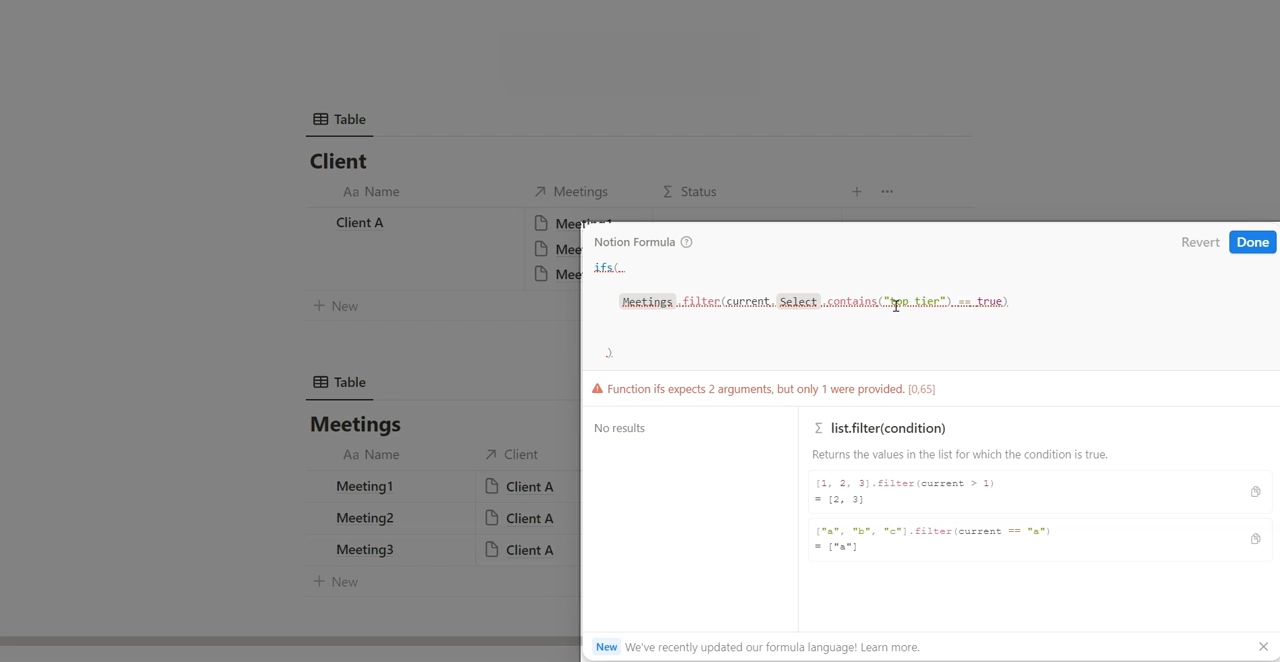 Table
Client
Aa Name Meetings Σ Status + ...
Client A
+ New
Notion Formula
Revert Done
ifs(
Meetings.filter(current.Select.contains("top tier") == true)
)
Function ifs expects 2 arguments, but only 1 were provided. [0,65]
No results
Σ list.filter(condition)
Returns the values in the list for which the condition is true.
[1, 2, 3].filter(current > 1)
= [2, 3]
["a", "b", "c"].filter(current == "a")
= ["a"]
Table
Meetings
Aa Name Client
Meeting1 Client A
Meeting2 Client A
Meeting3 Client A
+ New
New We've recently updated our formula language! Learn more.